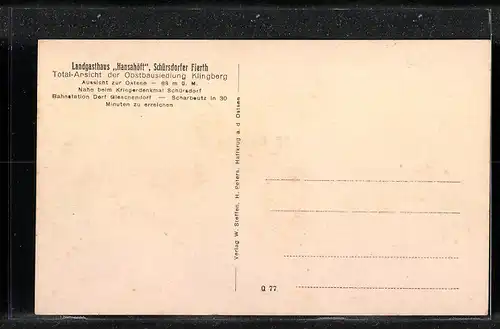 Landgasthaus „Hansahöft", Schürsdorfer Fierth
Total-Ansicht der Obstbausiedlung Klingberg
Aussicht zur Ostsee — 83 m ü. M.
Nahe beim Kriegerdenkmal Schürsdorf
Bahnstation Dorf Gleschendorf — Scharbeutz in 30
Minuten zu erreichen
Verlag W. Steffen, H. Peters, Haffkrug a. d. Ostsee
Q 77